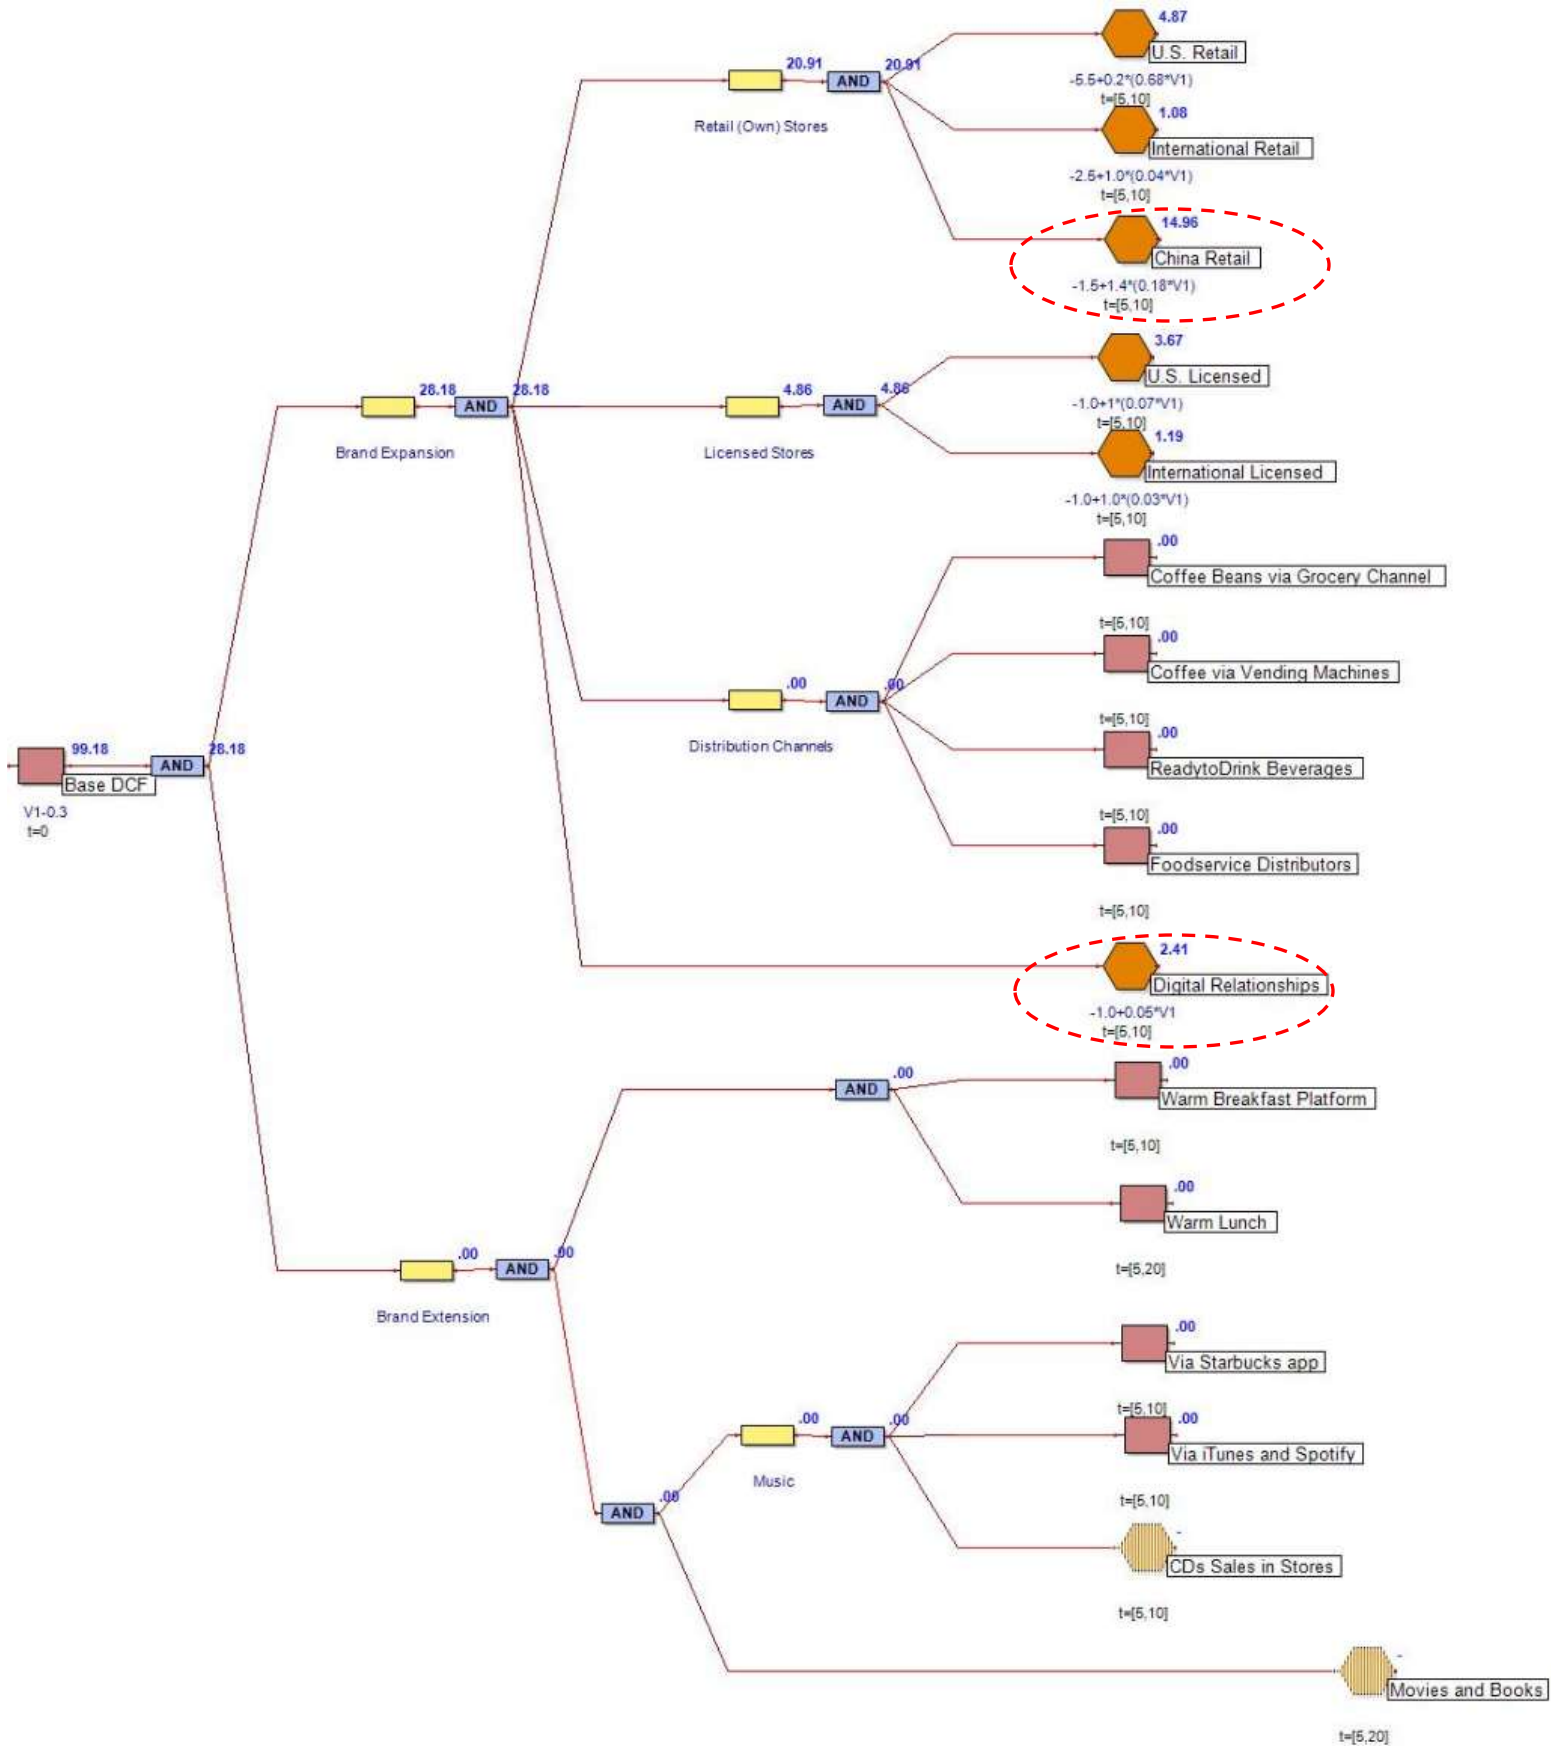 4.87
U.S. Retail
-5.5+0.2*(0.68*V1)
t=[5,10]
20.91
AND
20.91
Retail (Own) Stores
1.08
International Retail
-2.5+1.0*(0.04*V1)
t=[5,10]
14.96
China Retail
-1.5+1.4*(0.18*V1)
t=[5,10]
3.67
U.S. Licensed
-1.0+1*(0.07*V1)
t=[5,10]
28.18
AND
28.18
Brand Expansion
4.86
AND
4.86
Licensed Stores
1.19
International Licensed
-1.0+1.0*(0.03*V1)
t=[5,10]
.00
Coffee Beans via Grocery Channel
t=[5,10]
.00
Coffee via Vending Machines
t=[5,10]
.00
AND
.00
Distribution Channels
.00
ReadytoDrink Beverages
t=[5,10]
99.18
AND
28.18
Base DCF
V1-0.3
t=0
.00
Foodservice Distributors
t=[5,10]
2.41
Digital Relationships
-1.0+0.05*V1
t=[5,10]
AND
.00
.00
Warm Breakfast Platform
t=[5,10]
.00
Warm Lunch
t=[5,20]
.00
AND
.00
Brand Extension
.00
Via Starbucks app
t=[5,10]
.00
AND
.00
Music
.00
Via iTunes and Spotify
t=[5,10]
AND
.00
-
CDs Sales in Stores
t=[5,10]
-
Movies and Books
t=[5,20]